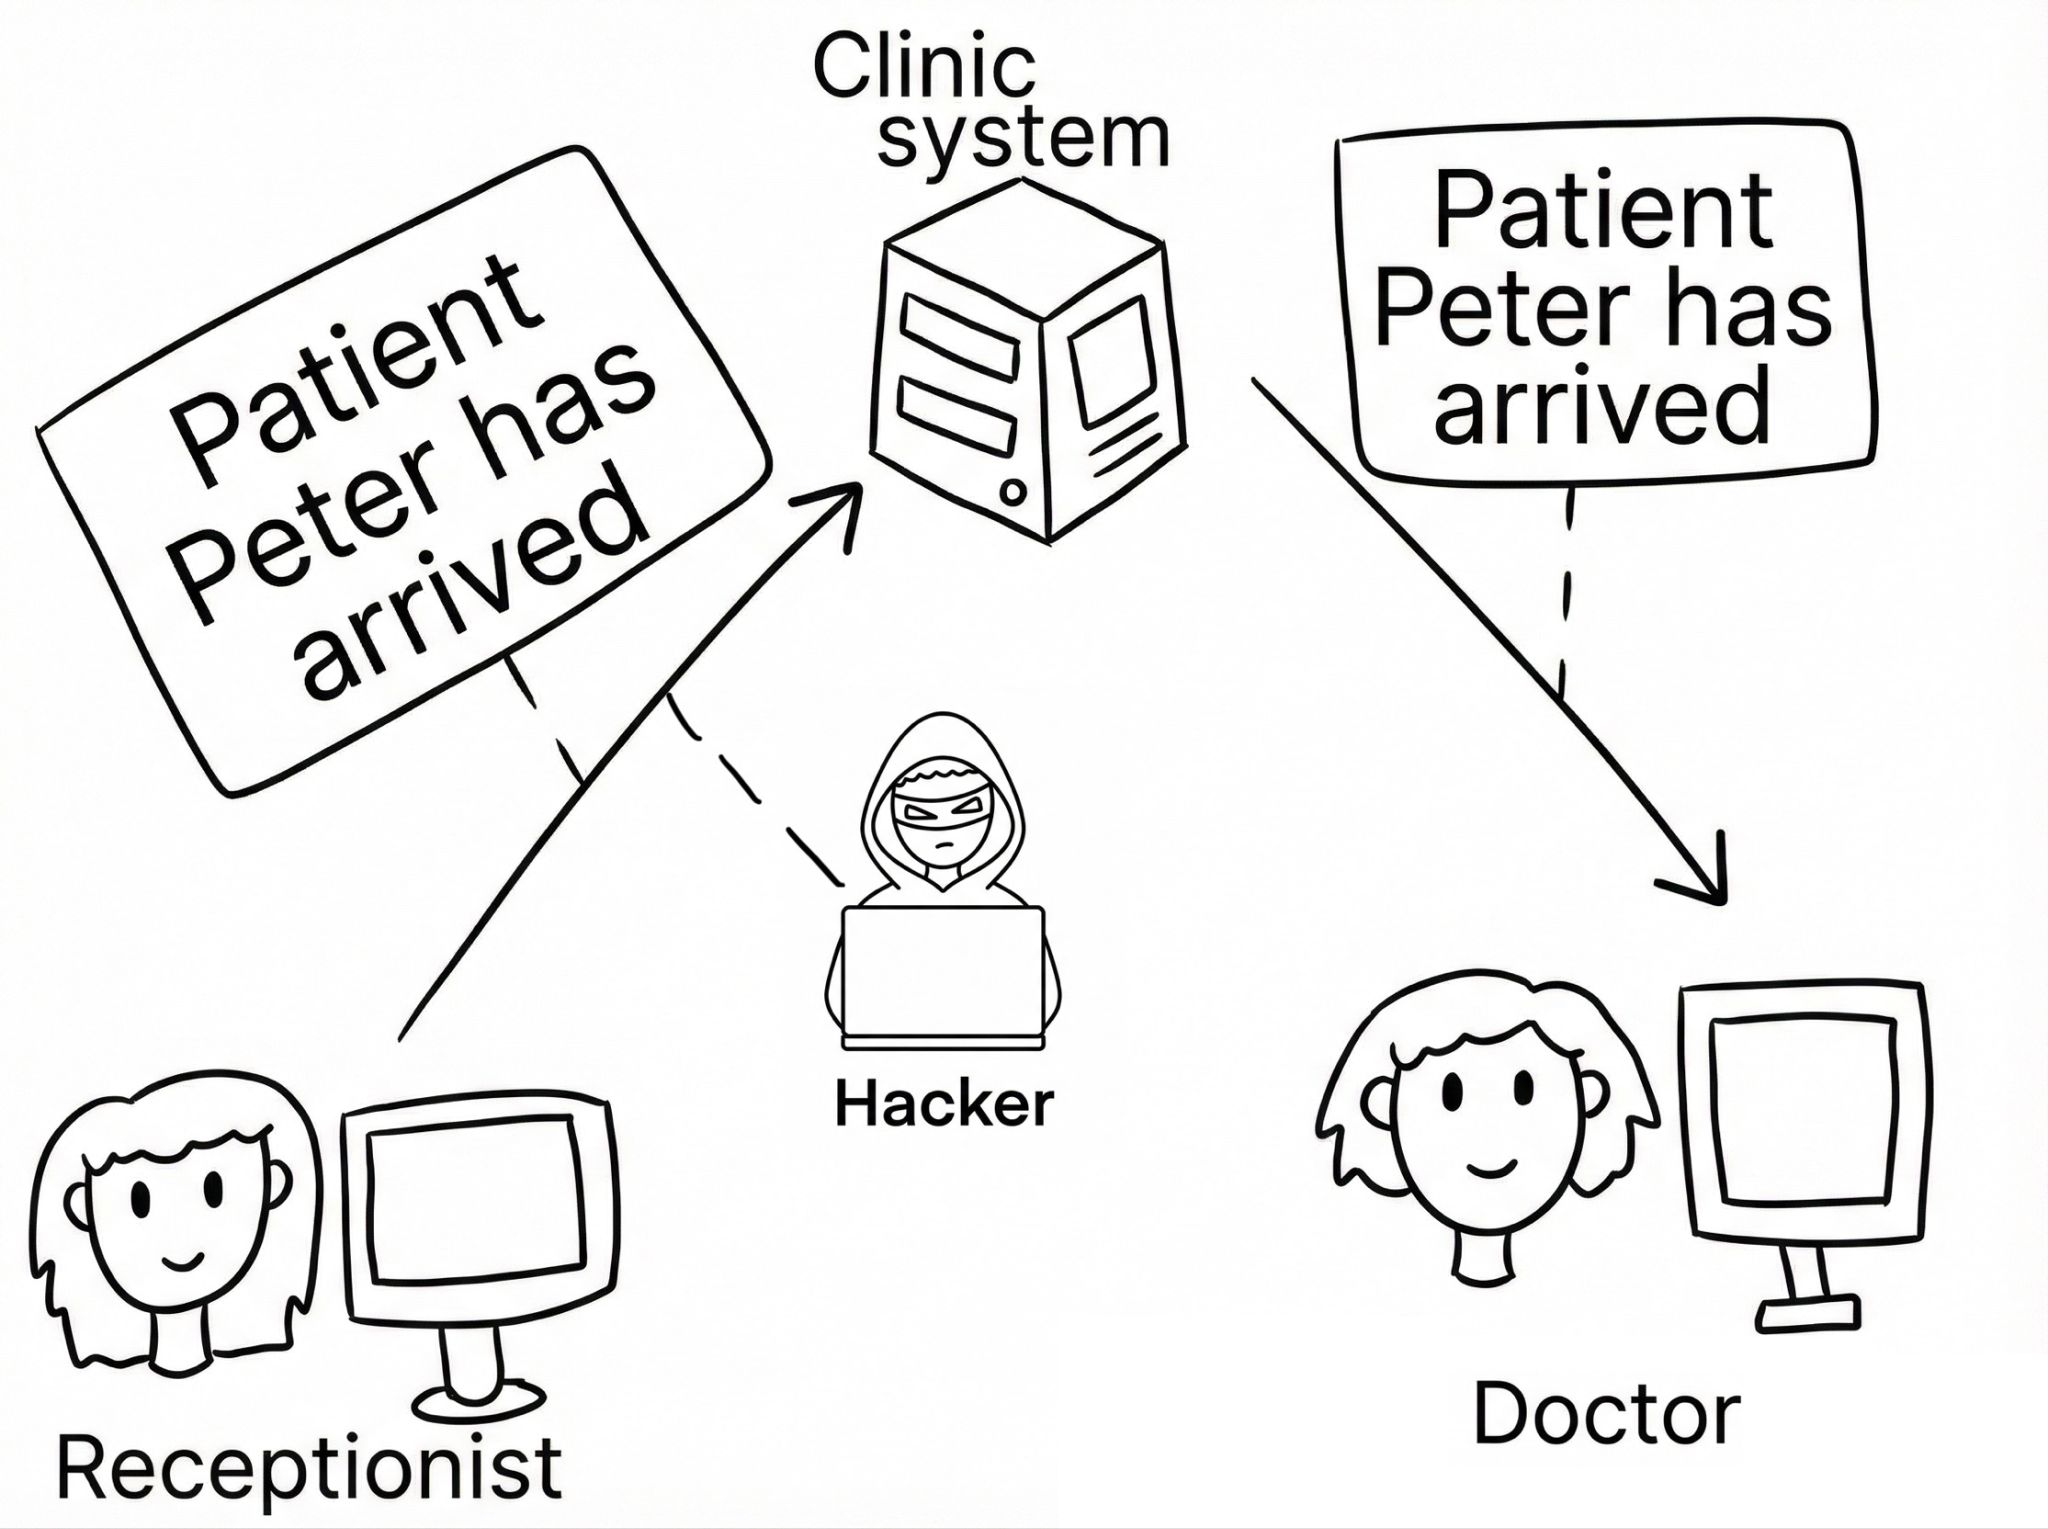 Clinic
system
Patient
Peter has
arrived
Patient
Peter has
arrived
Hacker
Receptionist
Doctor